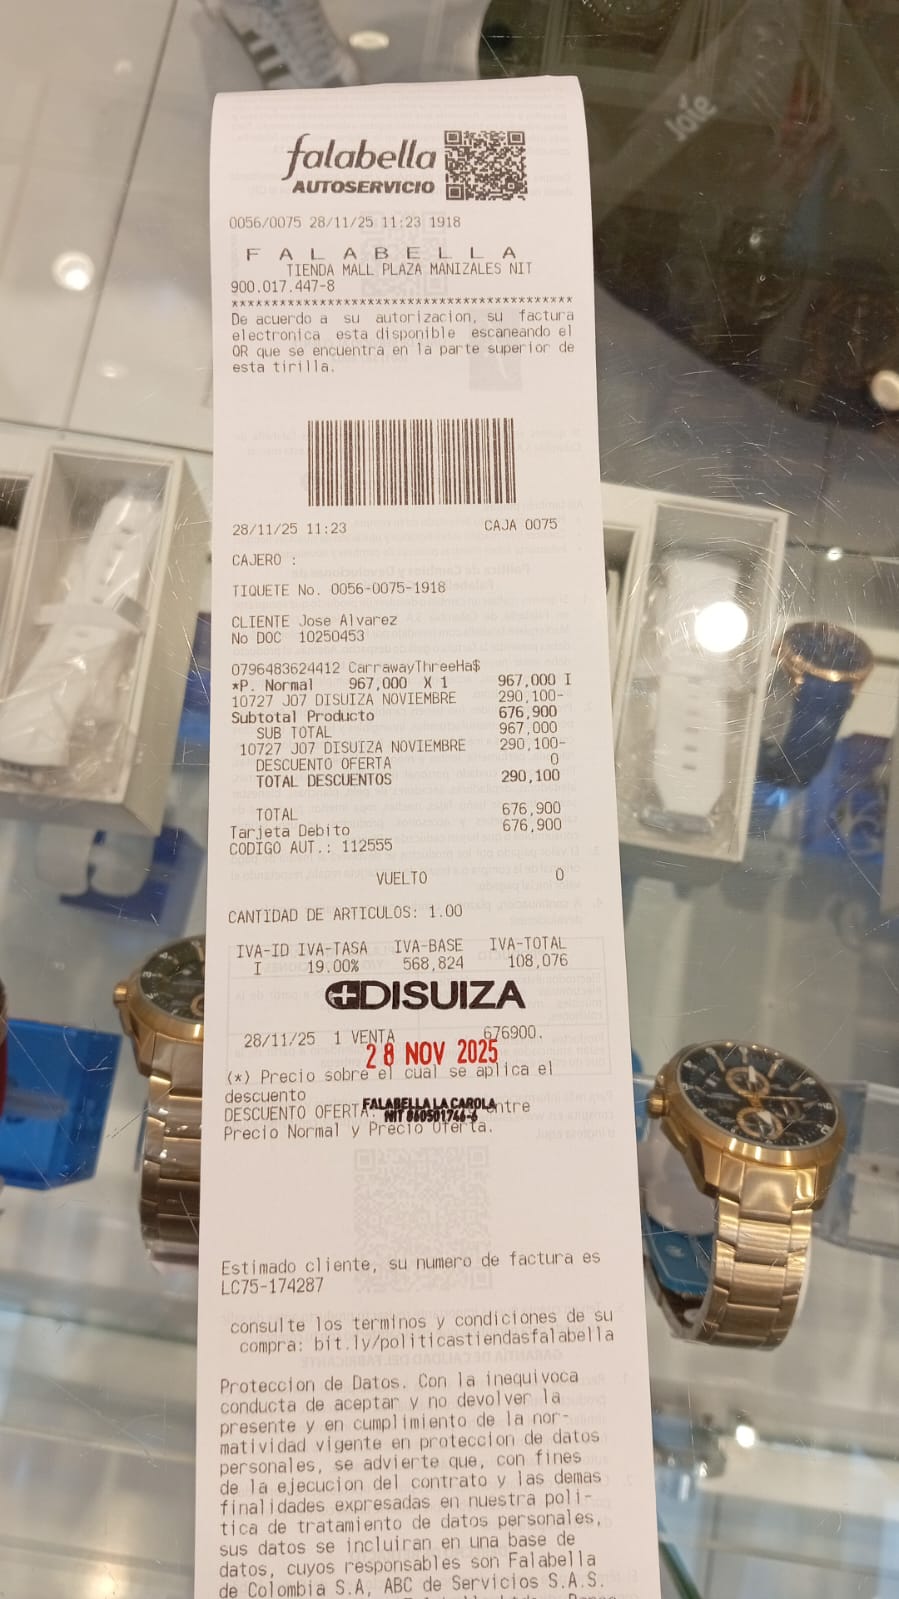 Joie
falabella
AUTOSERVICIO
0056/0075 28/11/25 11:23 1918
F A L A B E L L A
TIENDA MALL PLAZA MANIZALES NIT
900.017.447-8
******************************************
De acuerdo a su autorizacion, su factura
electronica esta disponible escaneando el
QR que se encuentra en la parte superior de
esta tirilla.
28/11/25 11:23 CAJA 0075
CAJERO :
TIQUETE No. 0056-0075-1918
CLIENTE Jose Alvarez
No DOC 10250453
0796483624412 CarrawayThreeHa$
*P. Normal 967,000 X 1 967,000 I
10727 J07 DISUIZA NOVIEMBRE 290,100-
Subtotal Producto 676,900
SUB TOTAL 967,000
10727 J07 DISUIZA NOVIEMBRE 290,100-
DESCUENTO OFERTA 0
TOTAL DESCUENTOS 290,100
TOTAL 676,900
Tarjeta Debito 676,900
CODIGO AUT.: 112555
VUELTO 0
CANTIDAD DE ARTICULOS: 1.00
IVA-ID IVA-TASA IVA-BASE IVA-TOTAL
I 19.00% 568,824 108,076
DISUIZA
28/11/25 1 VENTA 676900.
28 NOV 2025
(*) Precio sobre el cual se aplica el
descuento
FALABELLA LA CAROLA
DESCUENTO OFERTA: entre
NIT 860501746-6
Precio Normal y Precio Oferta.
Estimado cliente, su numero de factura es
LC75-174287
consulte los terminos y condiciones de su
compra: bit.ly/politicastiendasfalabella
Proteccion de Datos. Con la inequivoca
conducta de aceptar y no devolver la
presente y en cumplimiento de la nor-
matividad vigente en proteccion de datos
personales, se advierte que, con fines
de la ejecucion del contrato y las demas
finalidades expresadas en nuestra poli-
tica de tratamiento de datos personales,
sus datos se incluiran en una base de
datos, cuyos responsables son Falabella
de Colombia S.A, ABC de Servicios S.A.S.